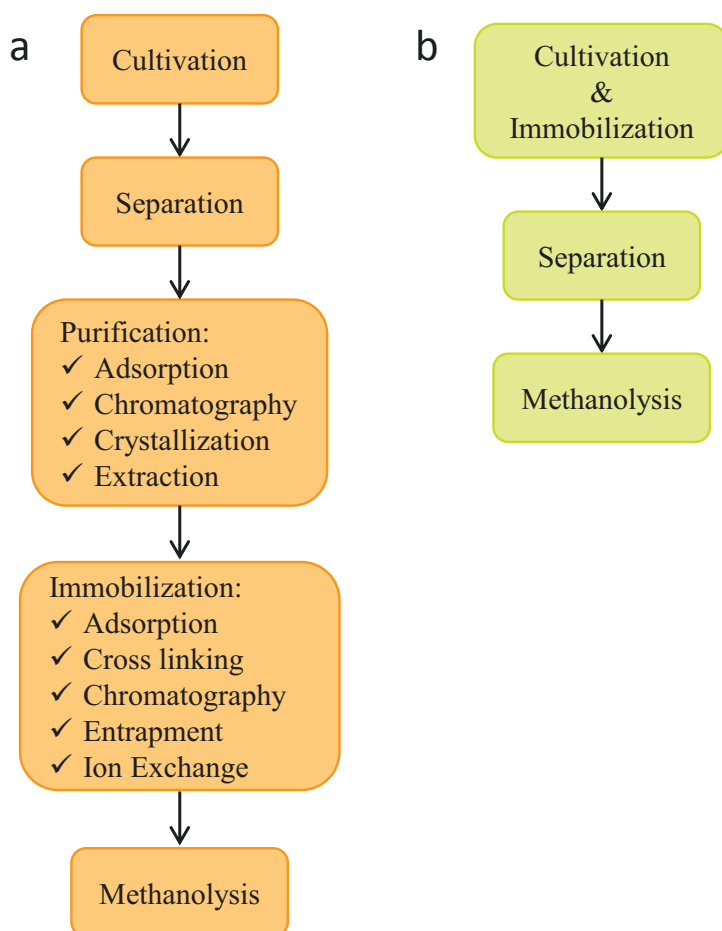 a
Cultivation
Separation
Purification:
✓ Adsorption
✓ Chromatography
✓ Crystallization
✓ Extraction
Immobilization:
✓ Adsorption
✓ Cross linking
✓ Chromatography
✓ Entrapment
✓ Ion Exchange
Methanolysis
b
Cultivation
&
Immobilization
Separation
Methanolysis